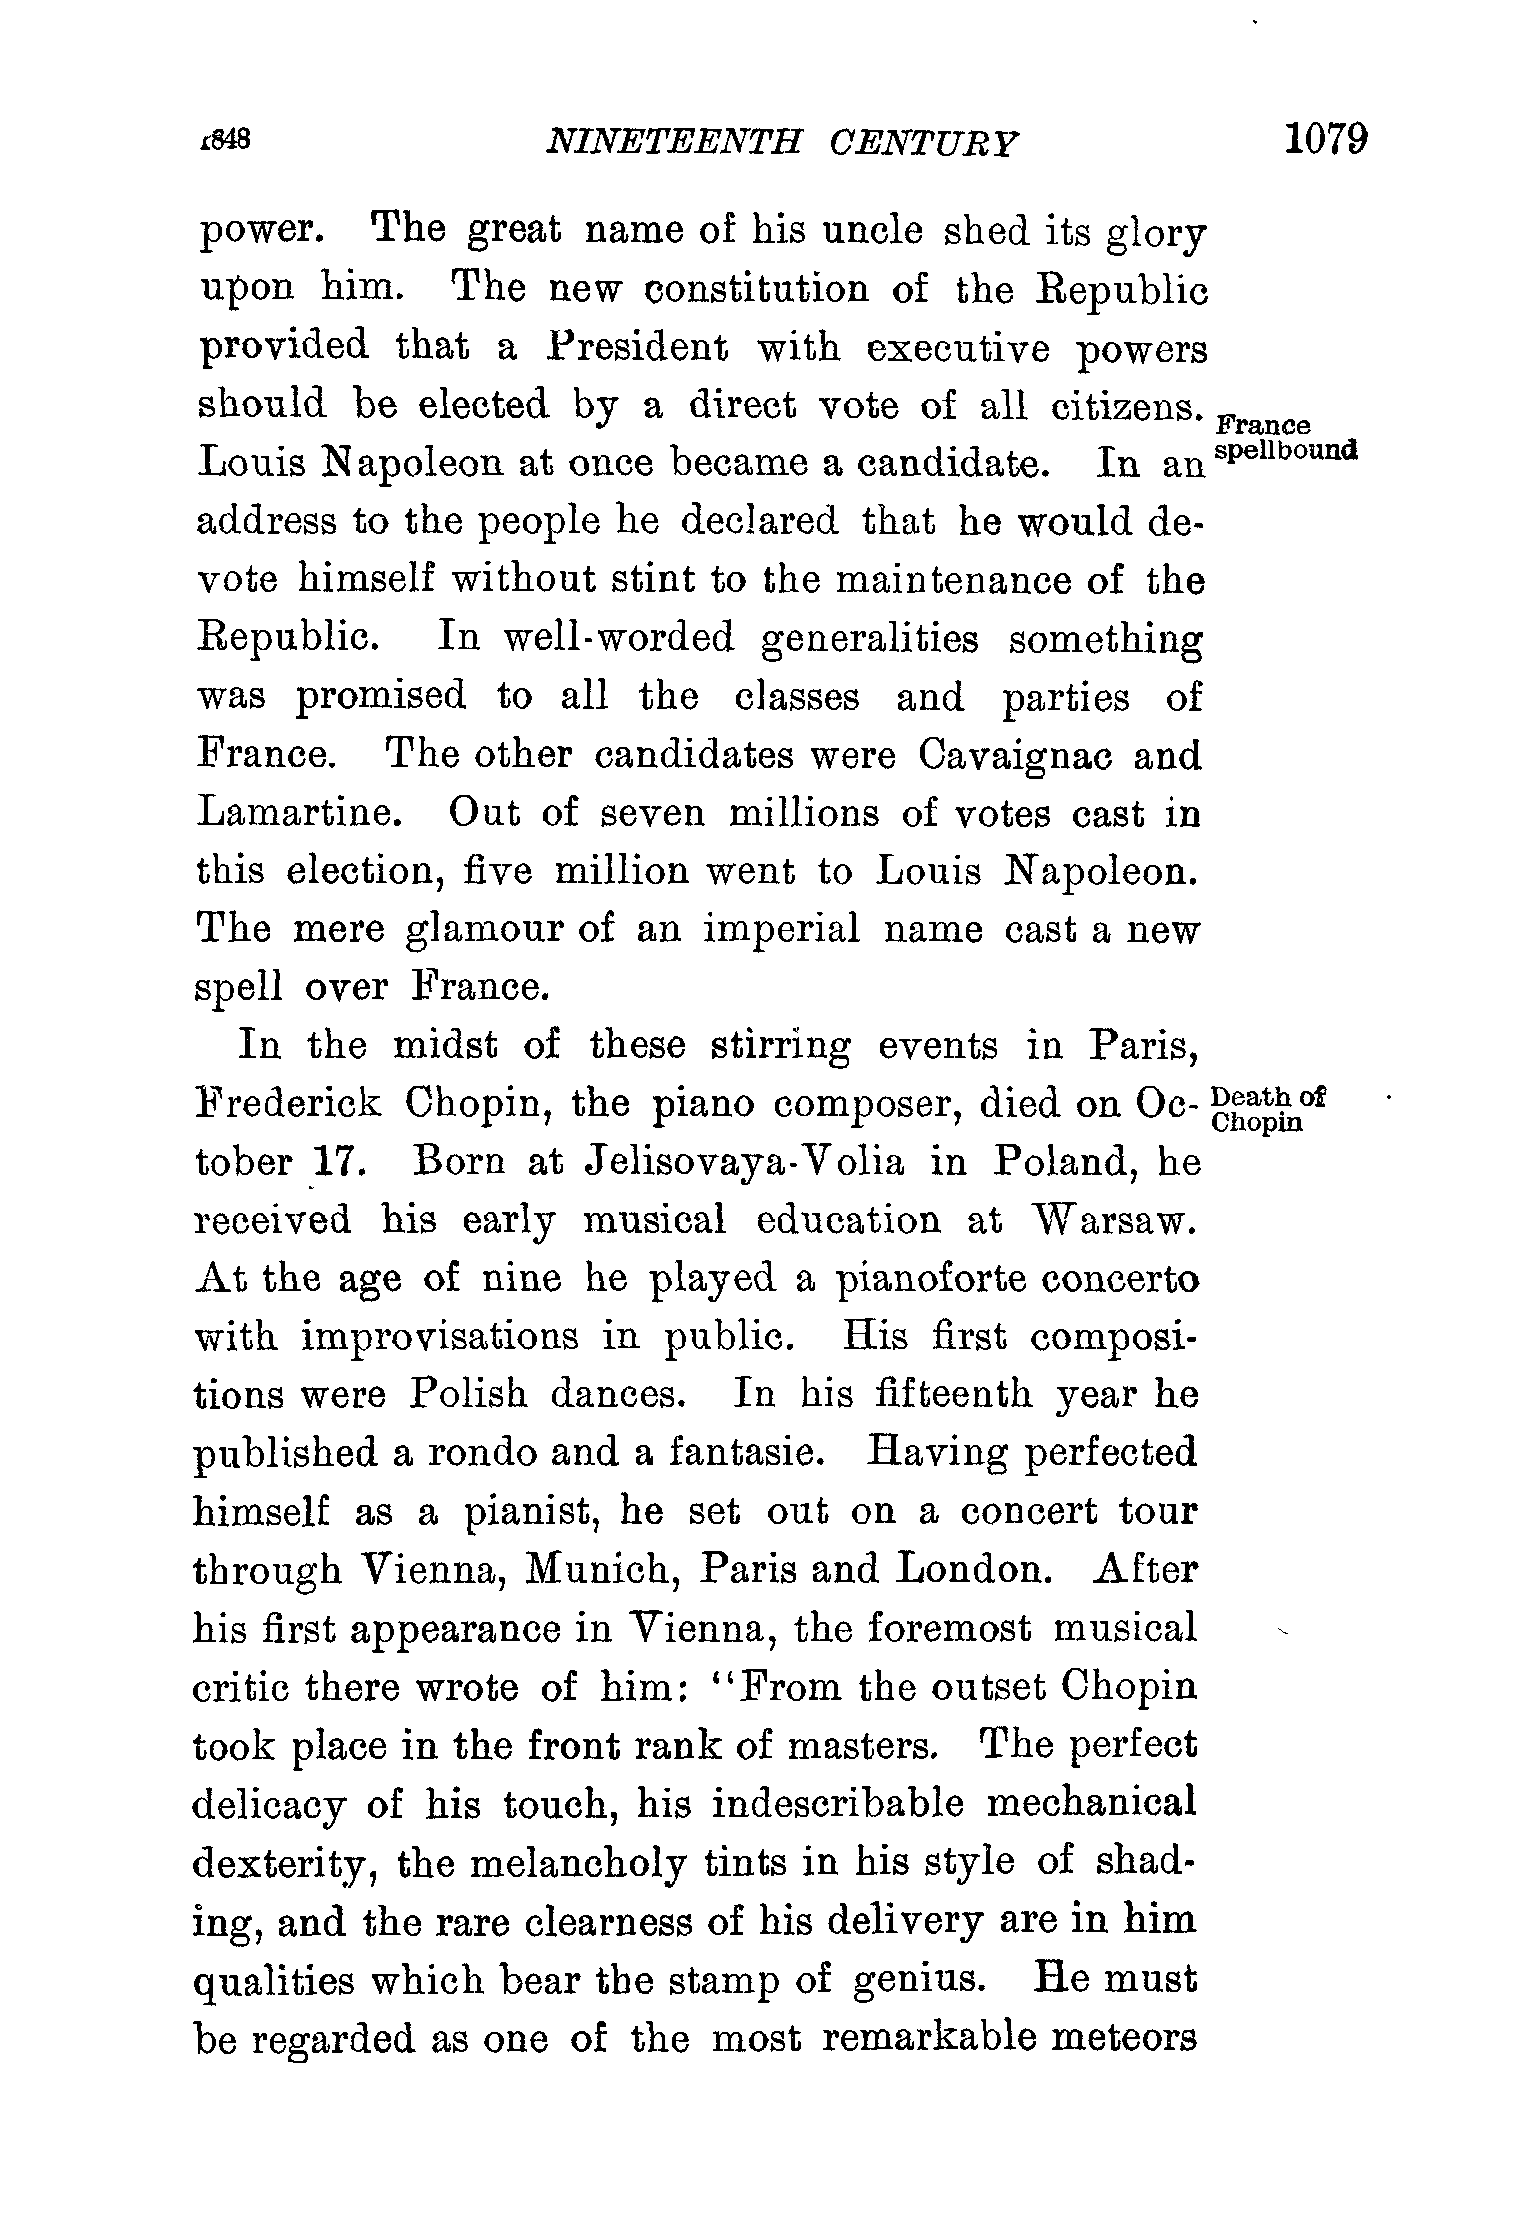 1848 NINETEENTH CENTURY 1079
power. The great name of his uncle shed its glory
upon him. The new constitution of the Republic
provided that a President with executive powers
should be elected by a direct vote of all citizens.
France
spellbound
Louis Napoleon at once became a candidate. In an
address to the people he declared that he would de-
vote himself without stint to the maintenance of the
Republic. In well-worded generalities something
was promised to all the classes and parties of
France. The other candidates were Cavaignac and
Lamartine. Out of seven millions of votes cast in
this election, five million went to Louis Napoleon.
The mere glamour of an imperial name cast a new
spell over France.
In the midst of these stirring events in Paris,
Frederick Chopin, the piano composer, died on Oc-
Death of
Chopin
tober 17. Born at Jelisovaya-Volia in Poland, he
received his early musical education at Warsaw.
At the age of nine he played a pianoforte concerto
with improvisations in public. His first composi-
tions were Polish dances. In his fifteenth year he
published a rondo and a fantasie. Having perfected
himself as a pianist, he set out on a concert tour
through Vienna, Munich, Paris and London. After
his first appearance in Vienna, the foremost musical
critic there wrote of him: "From the outset Chopin
took place in the front rank of masters. The perfect
delicacy of his touch, his indescribable mechanical
dexterity, the melancholy tints in his style of shad-
ing, and the rare clearness of his delivery are in him
qualities which bear the stamp of genius. He must
be regarded as one of the most remarkable meteors